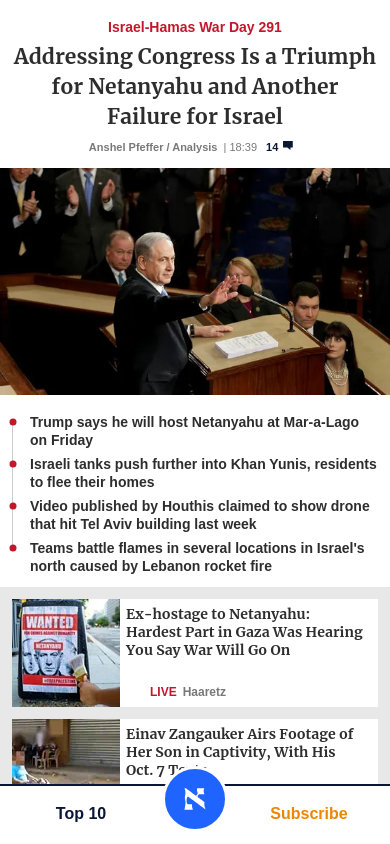 Israel-Hamas War Day 291
Addressing Congress Is a Triumph
for Netanyahu and Another
Failure for Israel
Anshel Pfeffer / Analysis | 18:39 14
Trump says he will host Netanyahu at Mar-a-Lago
on Friday
Israeli tanks push further into Khan Yunis, residents
to flee their homes
Video published by Houthis claimed to show drone
that hit Tel Aviv building last week
Teams battle flames in several locations in Israel's
north caused by Lebanon rocket fire
WANTED
FOR CRIMES AGAINST HUMANITY
NETANYAHU
Ex-hostage to Netanyahu:
Hardest Part in Gaza Was Hearing
You Say War Will Go On
LIVE Haaretz
Einav Zangauker Airs Footage of
Her Son in Captivity, With His
Oct. 7
Top 10
Subscribe